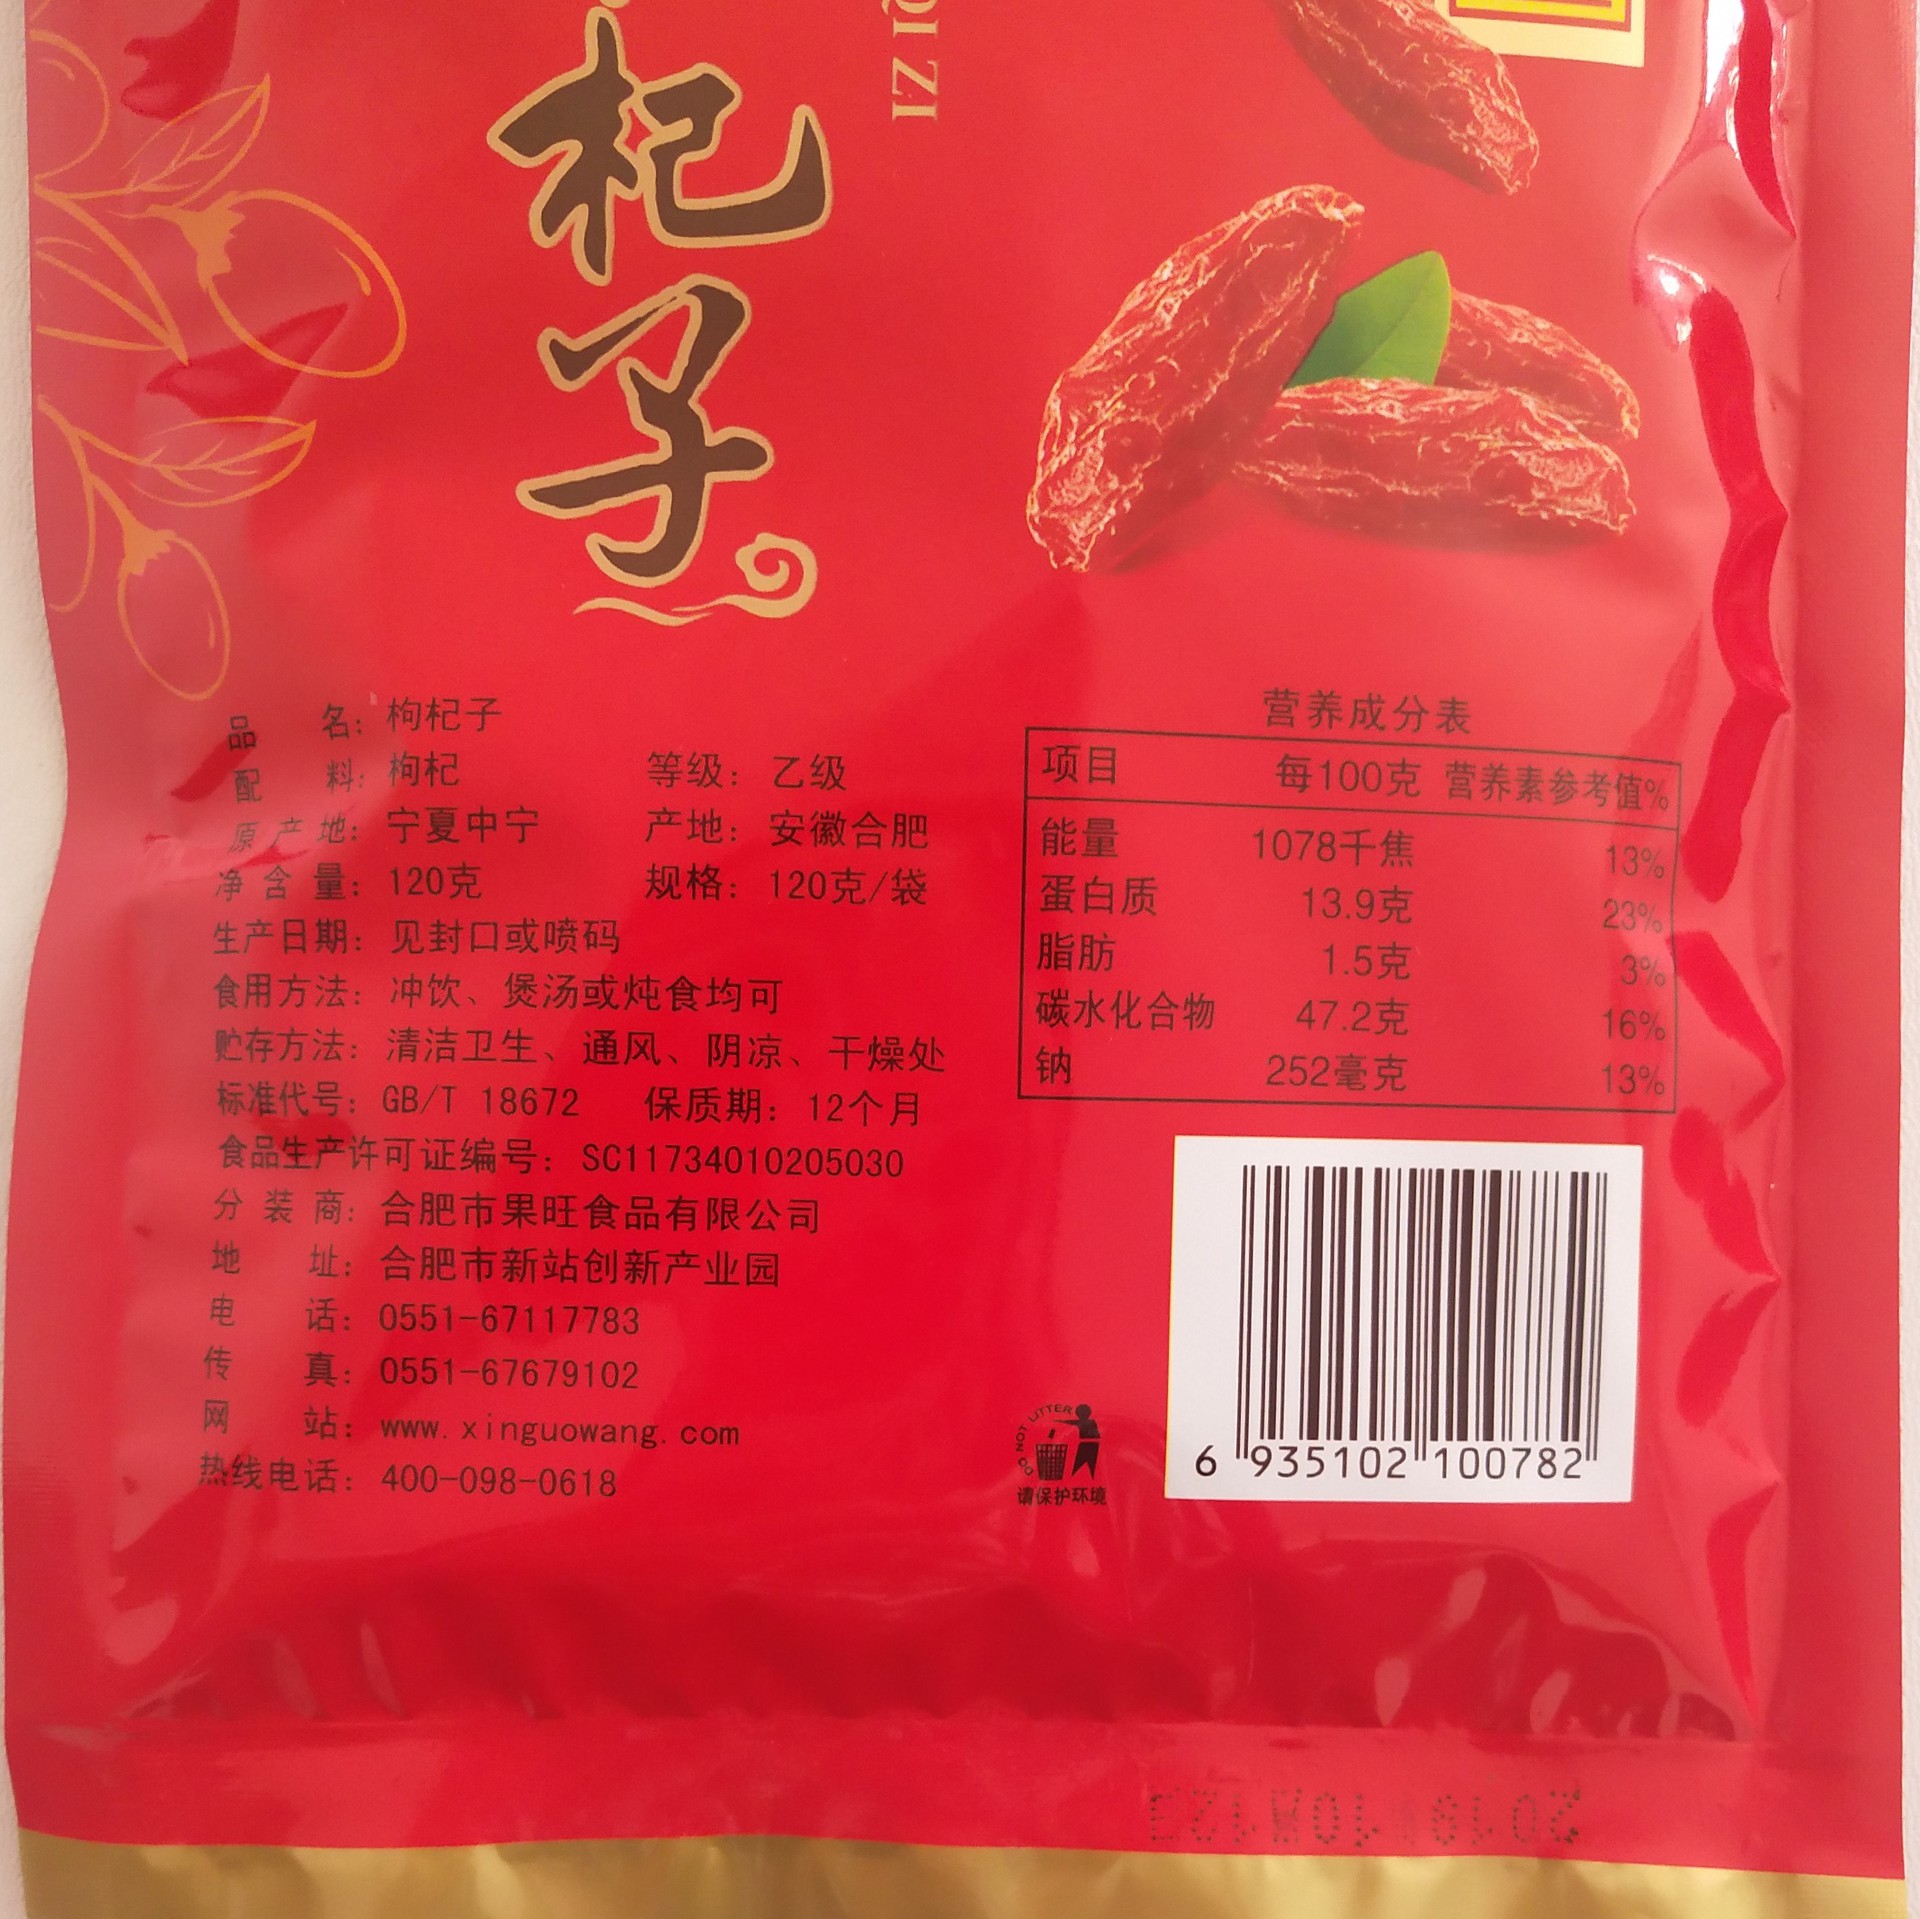 QI ZI
杞子
品 名: 枸杞子
配 料: 枸杞 等级: 乙级
原产地: 宁夏中宁 产地: 安徽合肥
净含量: 120克 规格: 120克/袋
生产日期: 见封口或喷码
食用方法: 冲饮、煲汤或炖食均可
贮存方法: 清洁卫生、通风、阴凉、干燥处
标准代号: GB/T 18672 保质期: 12个月
食品生产许可证编号: SC11734010205030
分装商: 合肥市果旺食品有限公司
地 址: 合肥市新站创新产业园
电 话: 0551-67117783
传 真: 0551-67679102
网 站: www.xinguowang.com
热线电话: 400-098-0618
营养成分表
项目 每100克 营养素参考值%
能量 1078千焦 13%
蛋白质 13.9克 23%
脂肪 1.5克 3%
碳水化合物 47.2克 16%
钠 252毫克 13%
DO NOT LITTER
请保护环境
6 935102 100782